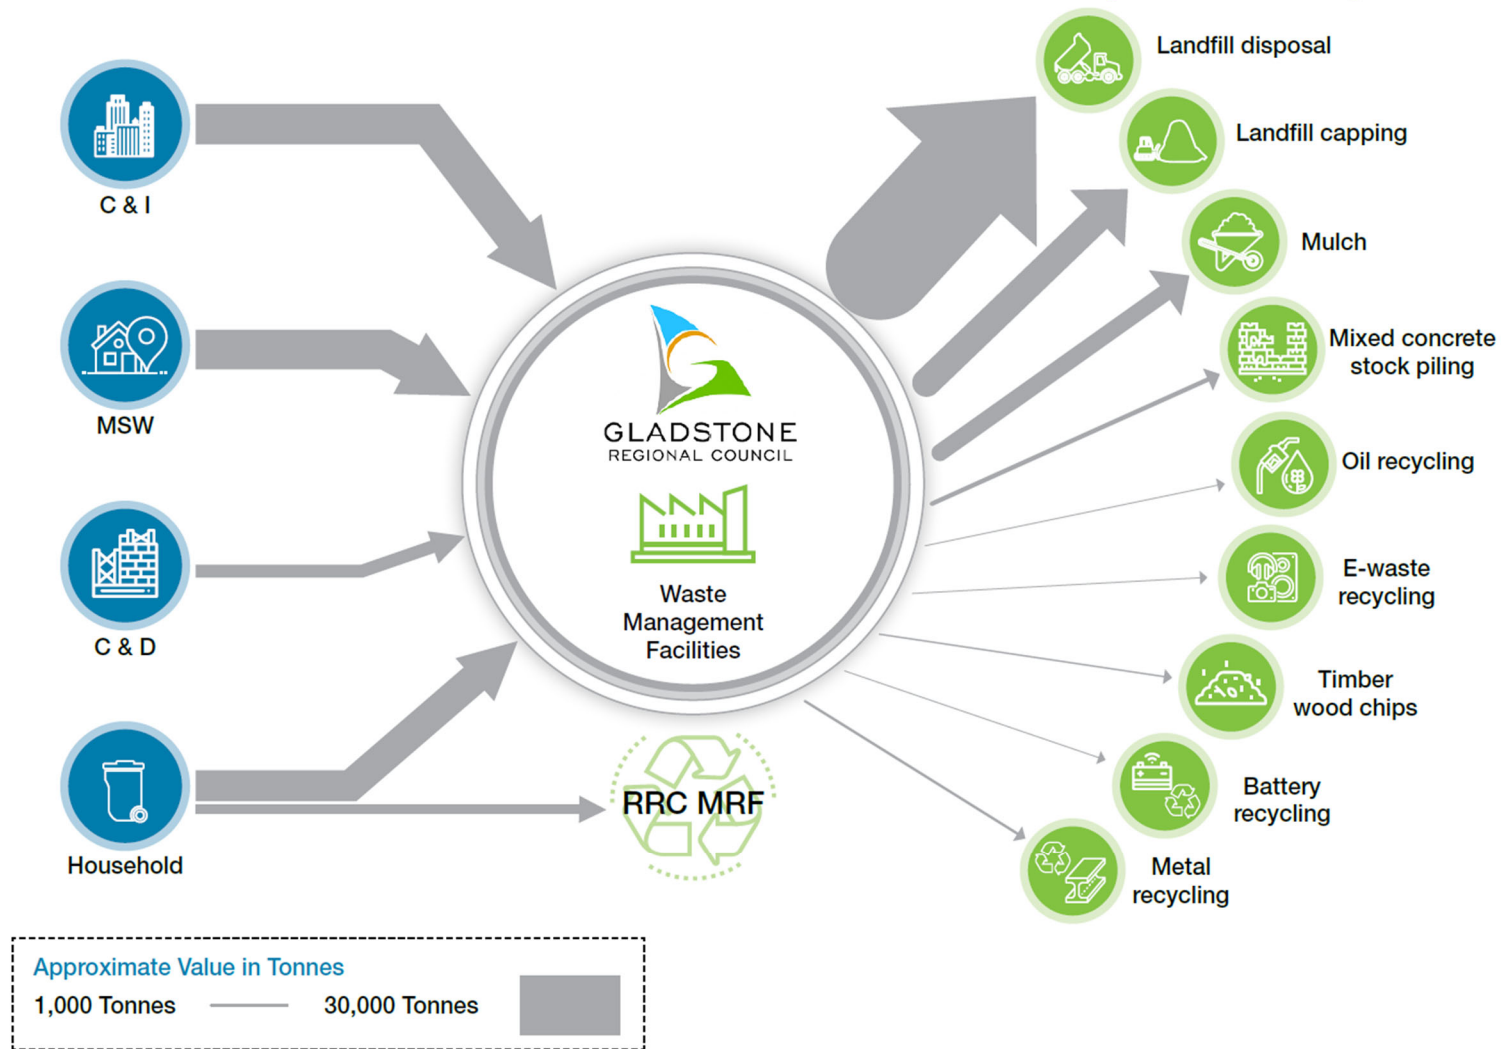 C & I
MSW
C & D
Household
GLADSTONE
REGIONAL COUNCIL
Waste
Management
Facilities
RRC MRF
Landfill disposal
Landfill capping
Mulch
Mixed concrete
stock piling
Oil recycling
E-waste
recycling
Timber
wood chips
Battery
recycling
Metal
recycling
Approximate Value in Tonnes
1,000 Tonnes 30,000 Tonnes